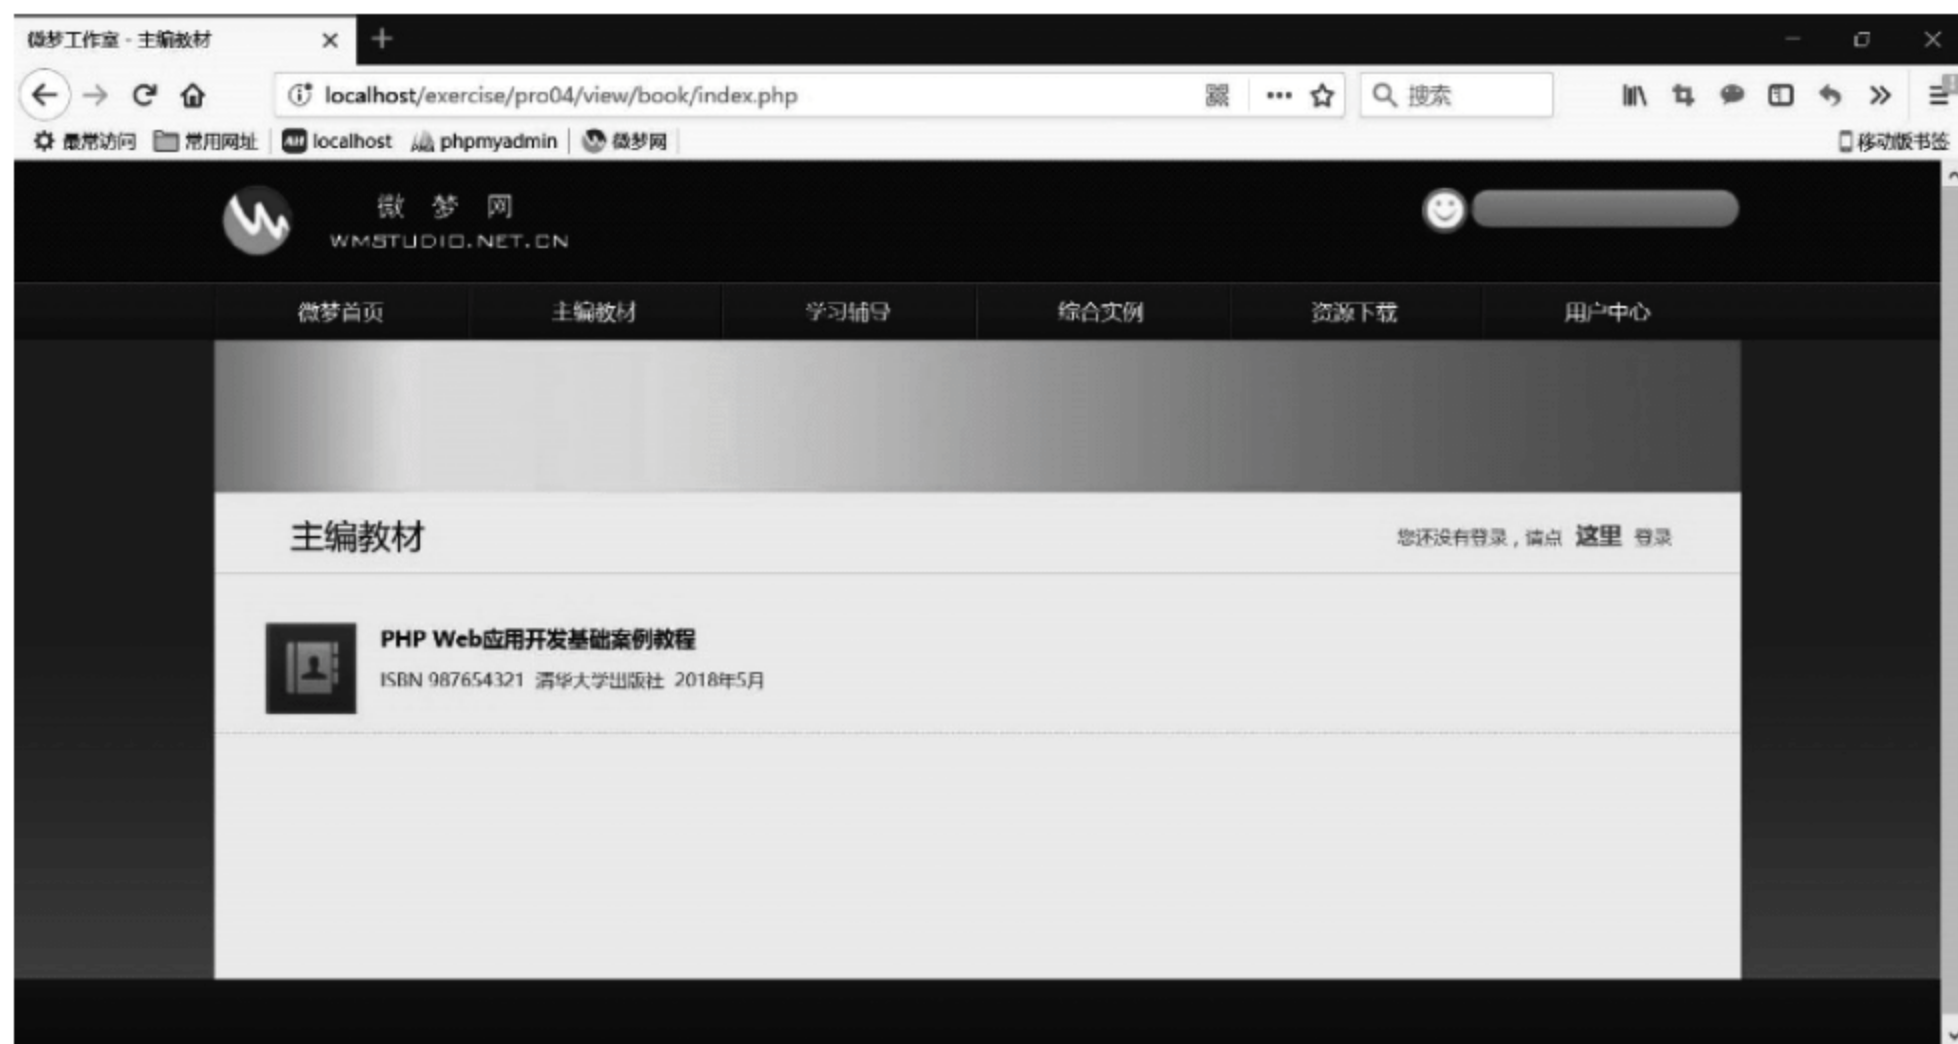 微梦工作室 - 主编教材
localhost/exercise/pro04/view/book/index.php
搜索
最常访问 常用网址 localhost phpmyadmin 微梦网 移动版书签
微 梦 网
WMSTUDIO.NET.CN
微梦首页 主编教材 学习辅导 综合实例 资源下载 用户中心
主编教材
您还没有登录，请点 这里 登录
PHP Web应用开发基础案例教程
ISBN 987654321 清华大学出版社 2018年5月